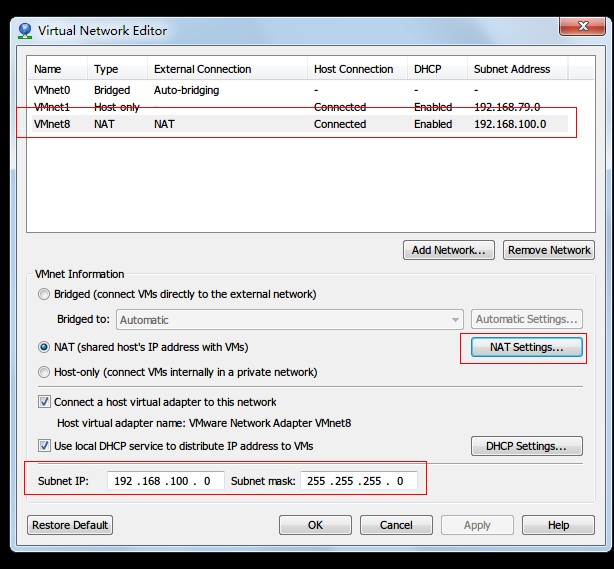 Virtual Network Editor
Name Type External Connection Host Connection DHCP Subnet Address
VMnet0 Bridged Auto-bridging - - -
VMnet1 Host-only - Connected Enabled 192.168.79.0
VMnet8 NAT NAT Connected Enabled 192.168.100.0
Add Network... Remove Network
VMnet Information
Bridged (connect VMs directly to the external network)
Bridged to: Automatic Automatic Settings...
NAT (shared host's IP address with VMs) NAT Settings...
Host-only (connect VMs internally in a private network)
Connect a host virtual adapter to this network
Host virtual adapter name: VMware Network Adapter VMnet8
Use local DHCP service to distribute IP address to VMs DHCP Settings...
Subnet IP: 192 .168 .100 . 0 Subnet mask: 255 .255 .255 . 0
Restore Default OK Cancel Apply Help